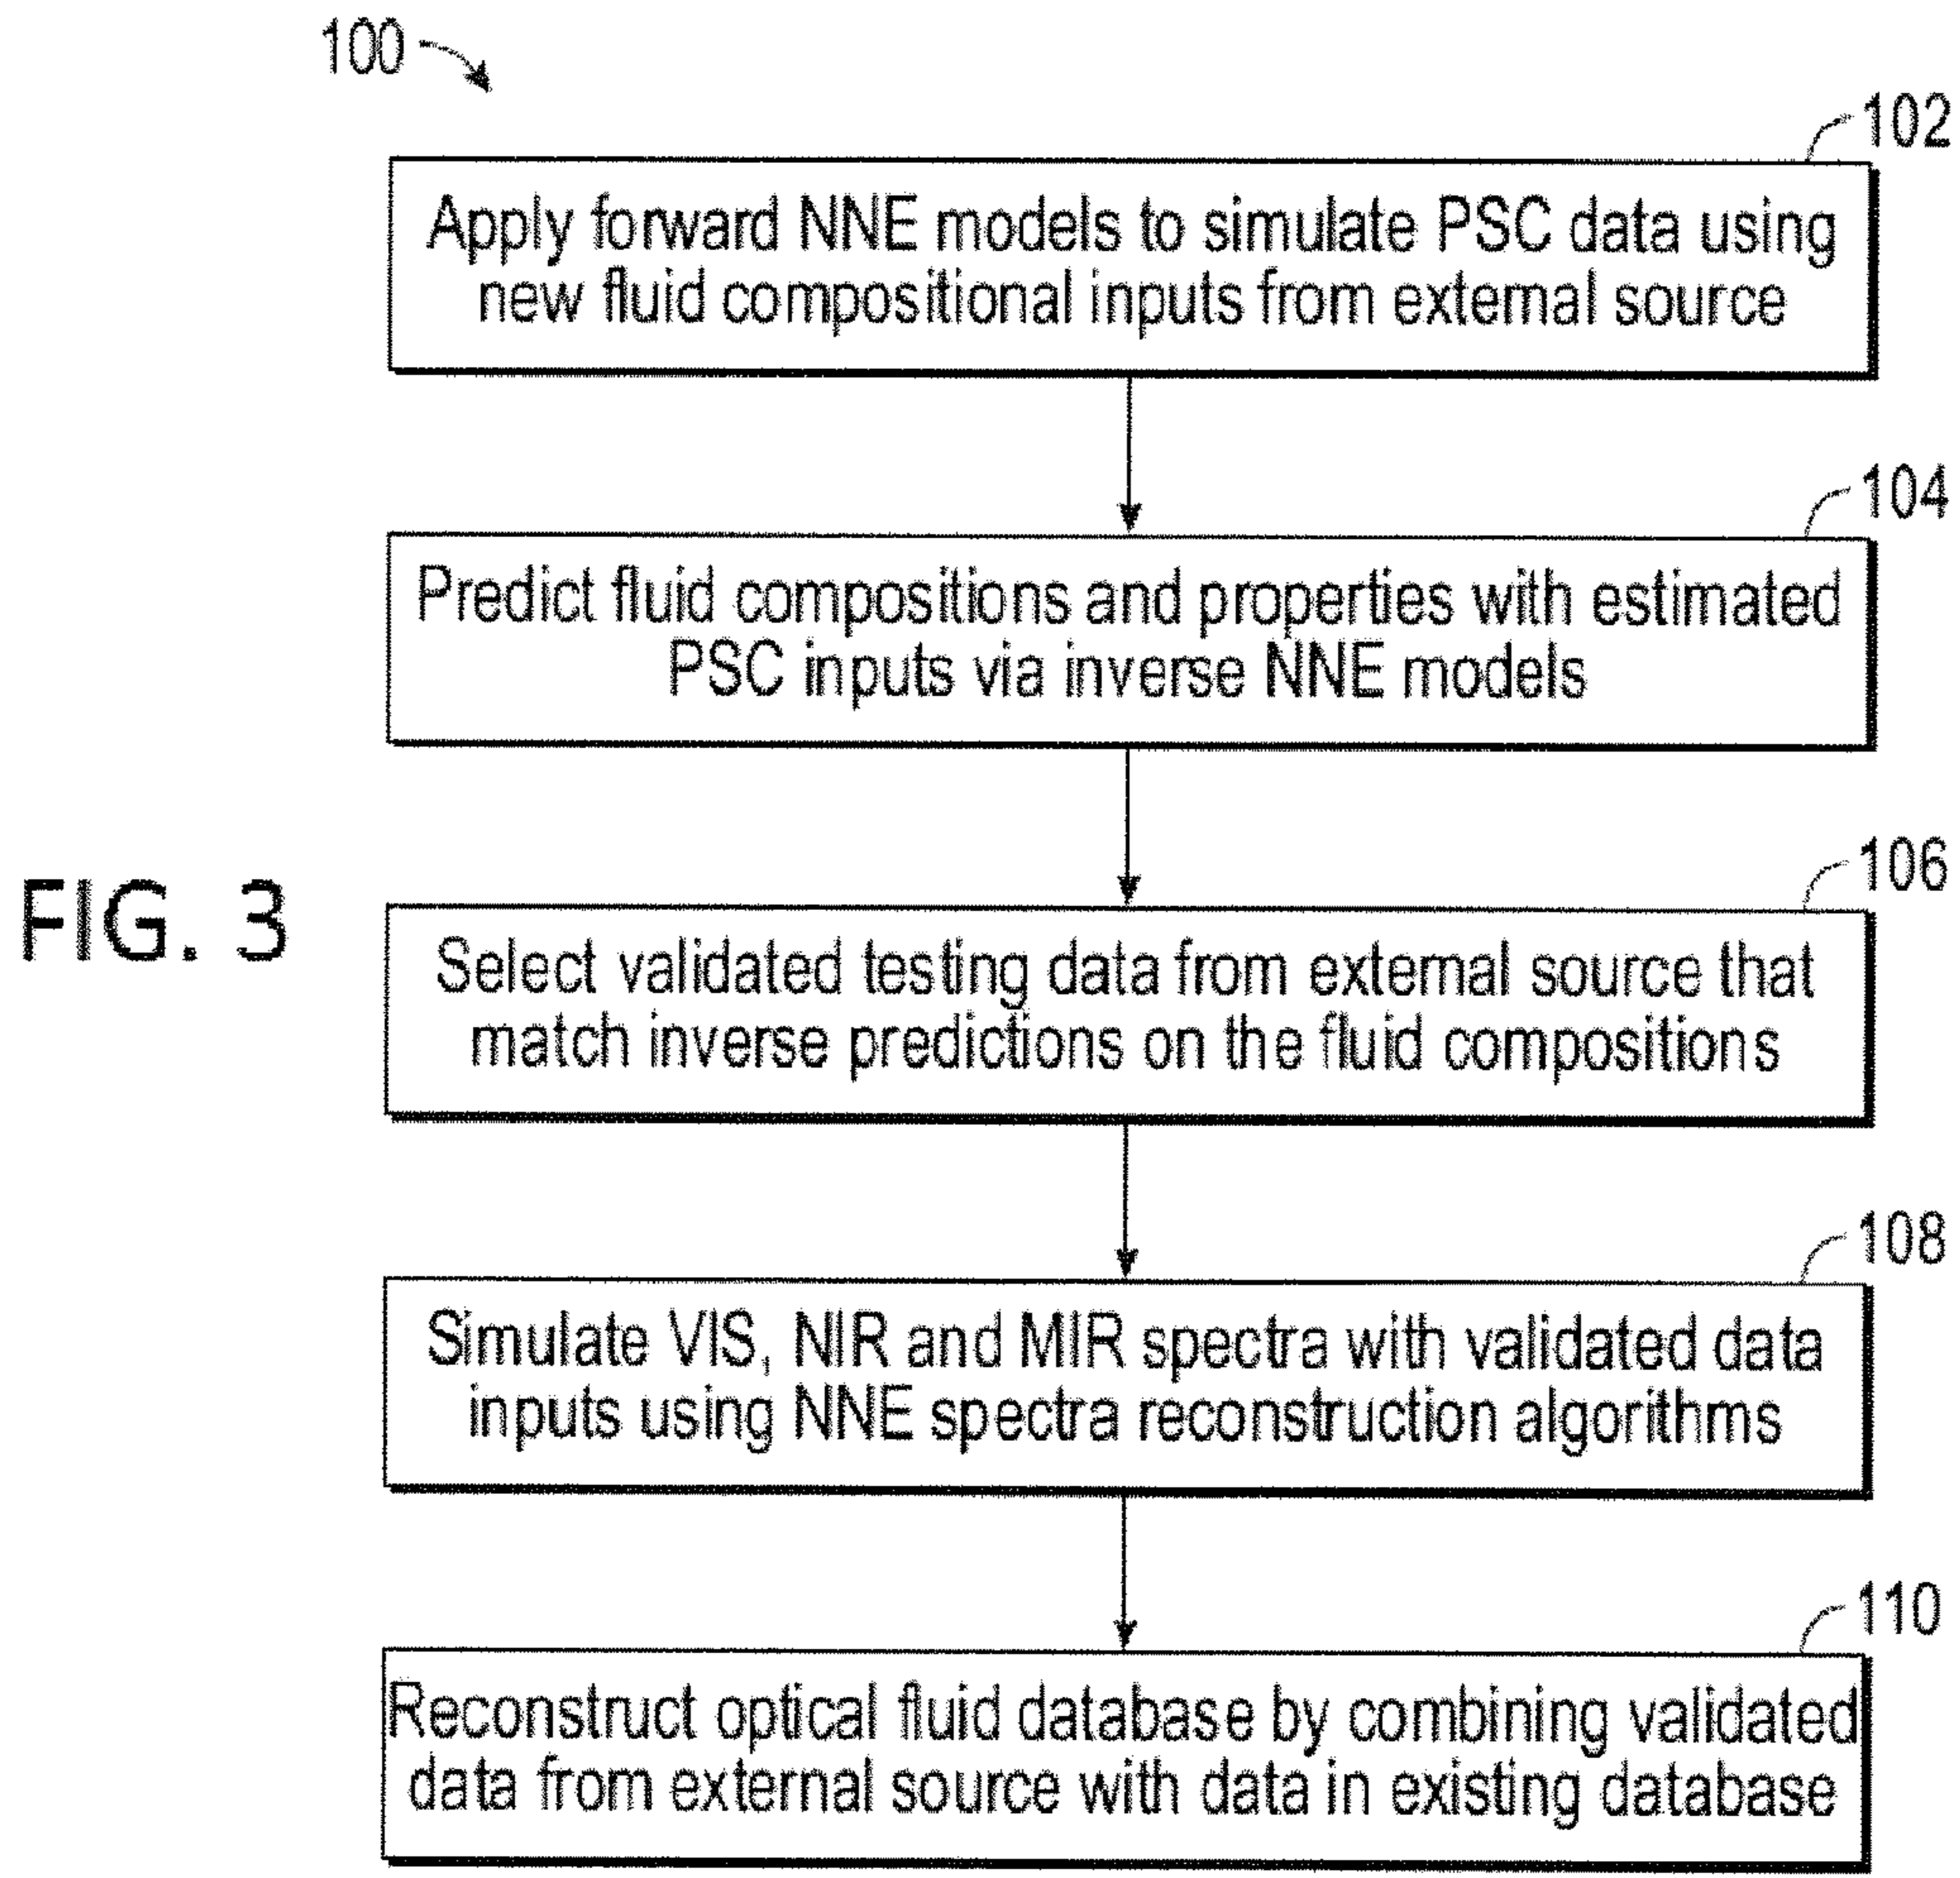 100
102
Apply forward NNE models to simulate PSC data using
new fluid compositional inputs from external source
104
Predict fluid compositions and properties with estimated
PSC inputs via inverse NNE models
106
FIG. 3
Select validated testing data from external source that
match inverse predictions on the fluid compositions
108
Simulate VIS, NIR and MIR spectra with validated data
inputs using NNE spectra reconstruction algorithms
110
Reconstruct optical fluid database by combining validated
data from external source with data in existing database